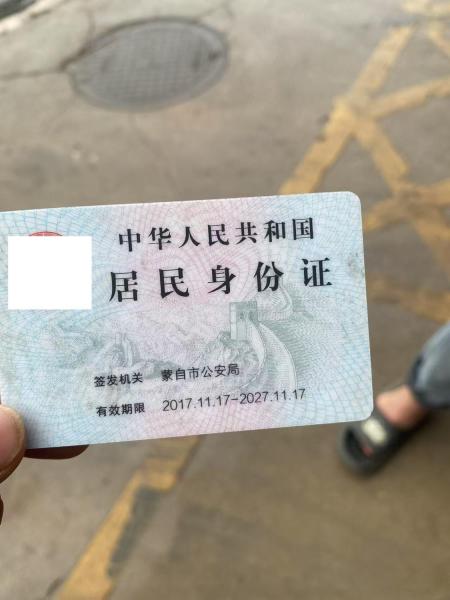 中华人民共和国
居民身份证
签发机关 蒙自市公安局
有效期限 2017.11.17-2027.11.17